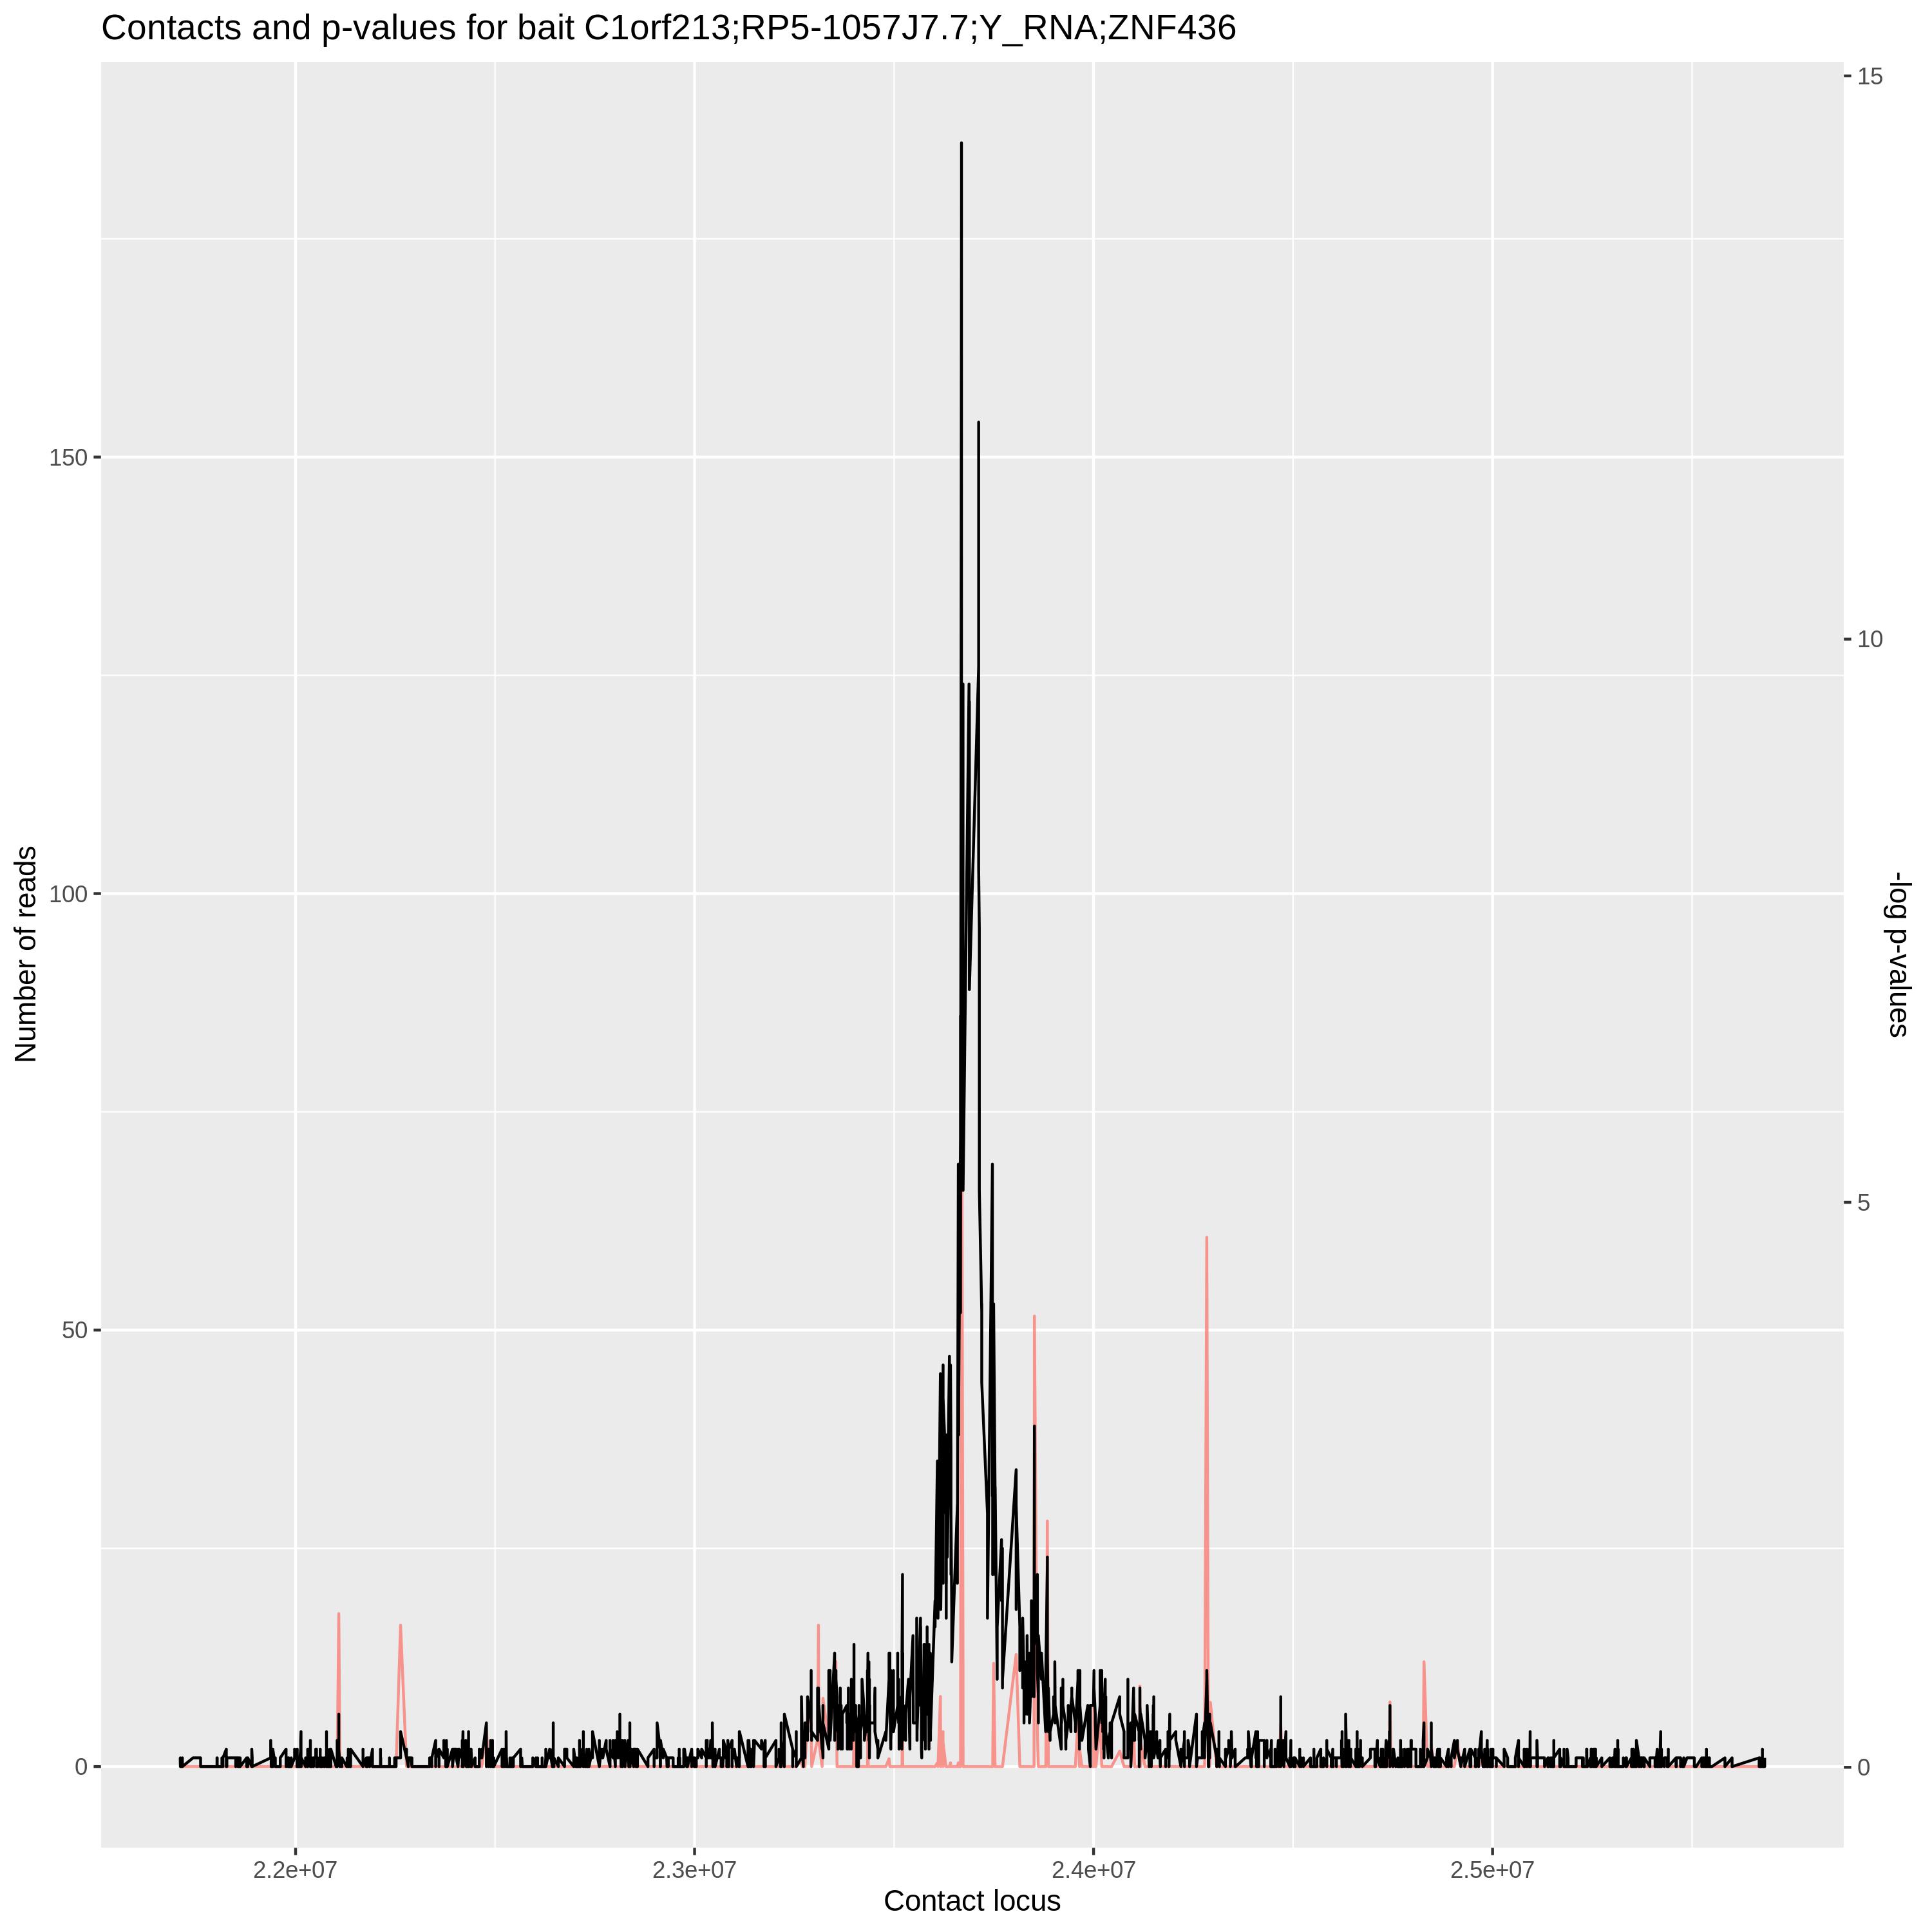 Contacts and p-values for bait C1orf213;RP5-1057J7.7;Y_RNA;ZNF436
15
150
10
100
Number of reads
-log p-values
5
50
0
0
2.2e+07
2.3e+07
2.4e+07
2.5e+07
Contact locus